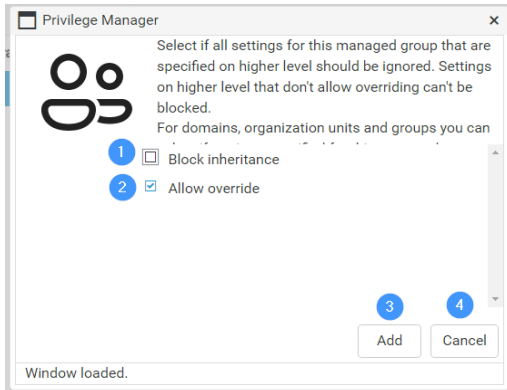 Privilege Manager
Select if all settings for this managed group that are
specified on higher level should be ignored. Settings
on higher level that don't allow overriding can't be
blocked.
For domains, organization units and groups you can
1 Block inheritance
2 Allow override
3 4
Add Cancel
Window loaded.